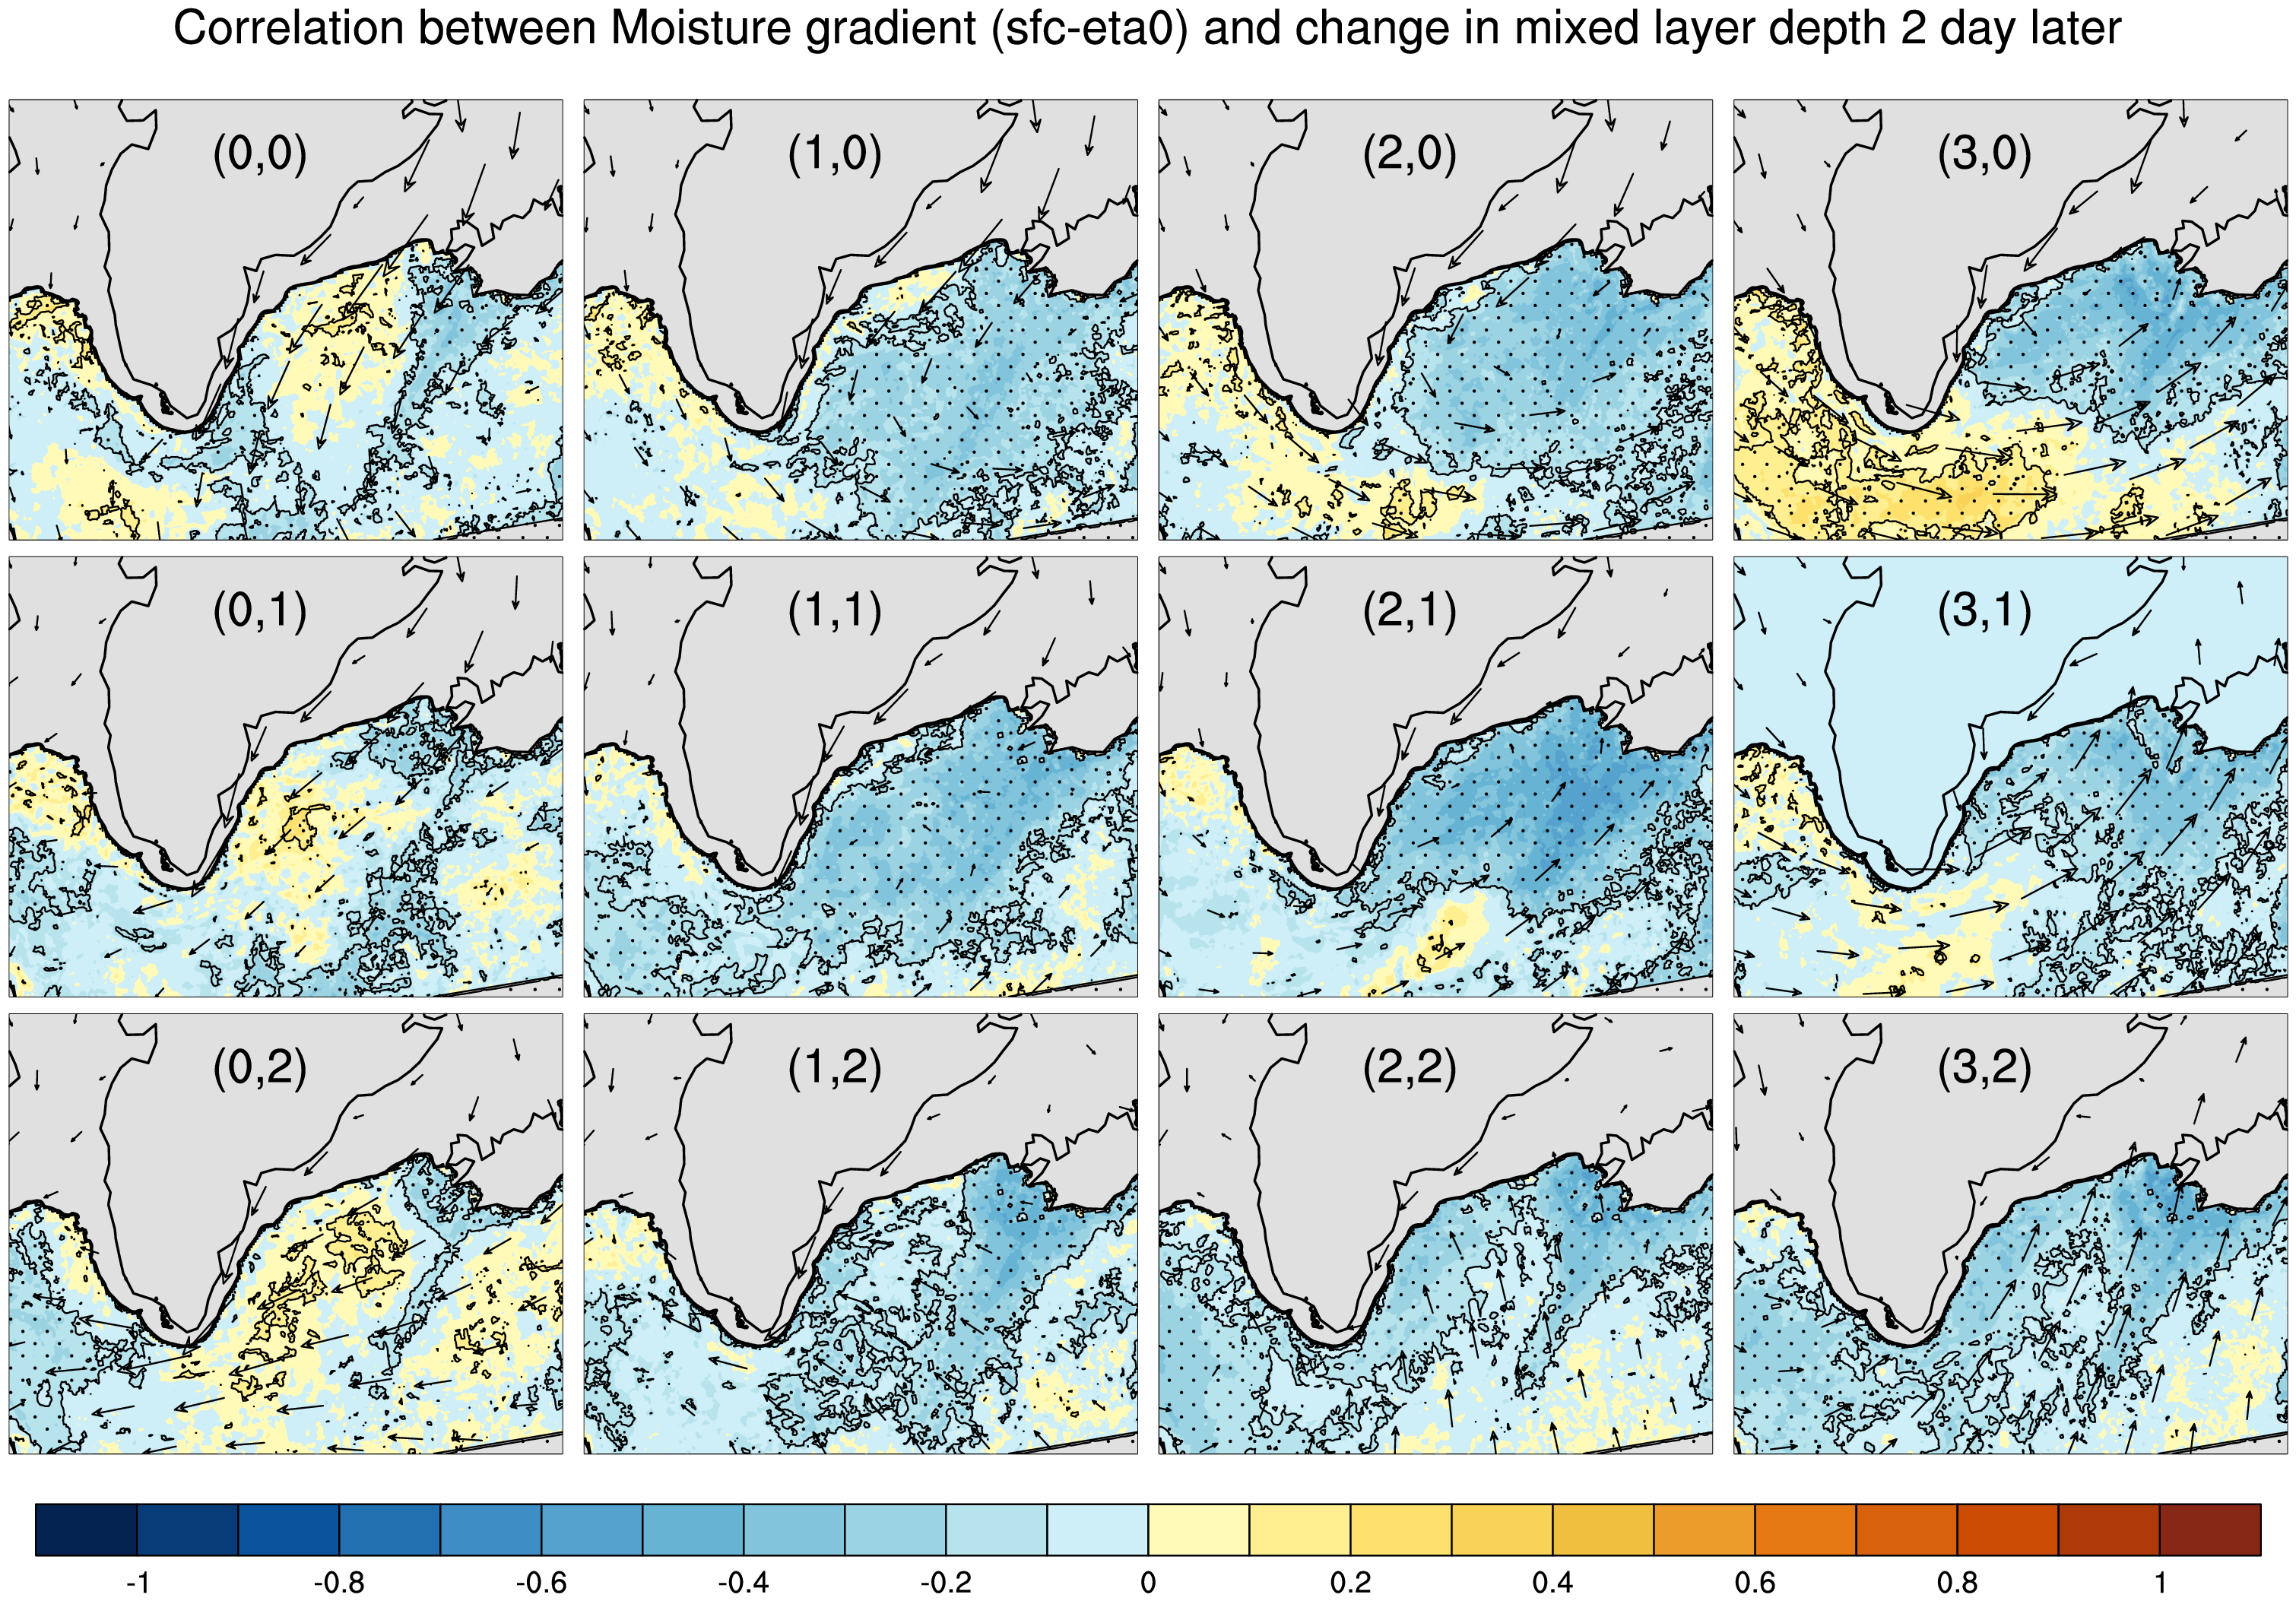 Correlation between Moisture gradient (sfc-eta0) and change in mixed layer depth 2 day later
(0,0) (1,0) (2,0) (3,0)
(0,1) (1,1) (2,1) (3,1)
(0,2) (1,2) (2,2) (3,2)
-1 -0.8 -0.6 -0.4 -0.2 0 0.2 0.4 0.6 0.8 1